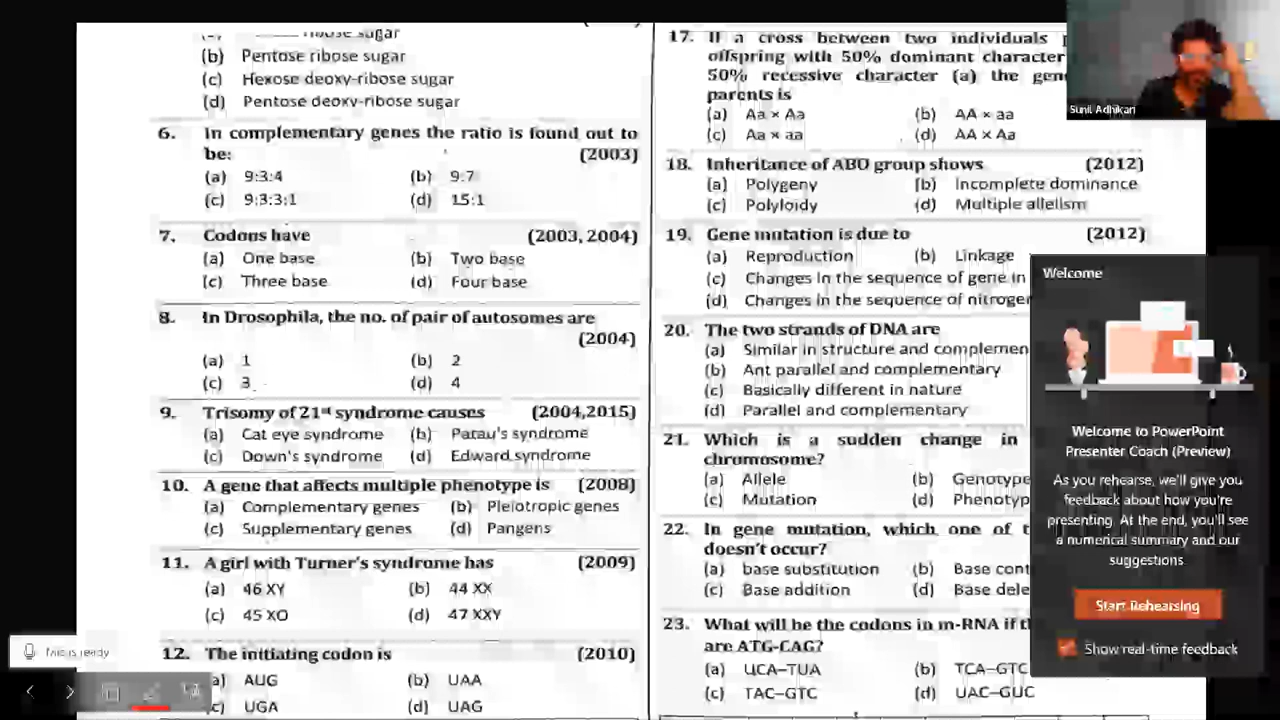 ribose sugar
(b) Pentose ribose sugar
(c) Hexose deoxy-ribose sugar
(d) Pentose deoxy-ribose sugar
6. In complementary genes the ratio is found out to
be: (2003)
(a) 9:3:4 (b) 9:7
(c) 9:3:3:1 (d) 15:1
7. Codons have (2003, 2004)
(a) One base (b) Two base
(c) Three base (d) Four base
8. In Drosophila, the no. of pair of autosomes are
(2004)
(a) 1 (b) 2
(c) 3 (d) 4
9. Trisomy of 21st syndrome causes (2004,2015)
(a) Cat eye syndrome (b) Patau's syndrome
(c) Down's syndrome (d) Edward syndrome
10. A gene that affects multiple phenotype is (2008)
(a) Complementary genes (b) Pleiotropic genes
(c) Supplementary genes (d) Pangens
11. A girl with Turner's syndrome has (2009)
(a) 46 XY (b) 44 XX
(c) 45 XO (d) 47 XXY
12. The initiating codon is (2010)
a) AUG (b) UAA
c) UGA (d) UAG
17. If a cross between two individuals
offspring with 50% dominant character
50% recessive character (a) the gen
parents is
(a) Aa × Aa (b) AA × aa
(c) Aa × aa (d) AA × Aa
18. Inheritance of ABO group shows (2012)
(a) Polygeny (b) Incomplete dominance
(c) Polyloidy (d) Multiple allelism
19. Gene mutation is due to (2012)
(a) Reproduction (b) Linkage
(c) Changes in the sequence of gene in
(d) Changes in the sequence of nitroger
20. The two strands of DNA are
(a) Similar in structure and complemen
(b) Ant parallel and complementary
(c) Basically different in nature
(d) Parallel and complementary
21. Which is a sudden change in
chromosome?
(a) Allele (b) Genotype
(c) Mutation (d) Phenotyp
22. In gene mutation, which one of t
doesn't occur?
(a) base substitution (b) Base cont
(c) Base addition (d) Base dele
23. What will be the codons in m-RNA if th
are ATG-CAG?
(a) UCA–TUA (b) TCA–GTC
(c) TAC–GTC (d) UAC–GUC
Sunil Adhikari
Welcome
Welcome to PowerPoint
Presenter Coach (Preview)
As you rehearse, we'll give you
feedback about how you're
presenting. At the end, you'll see
a numerical summary and our
suggestions
Start Rehearsing
Show real-time feedback
Mic is ready